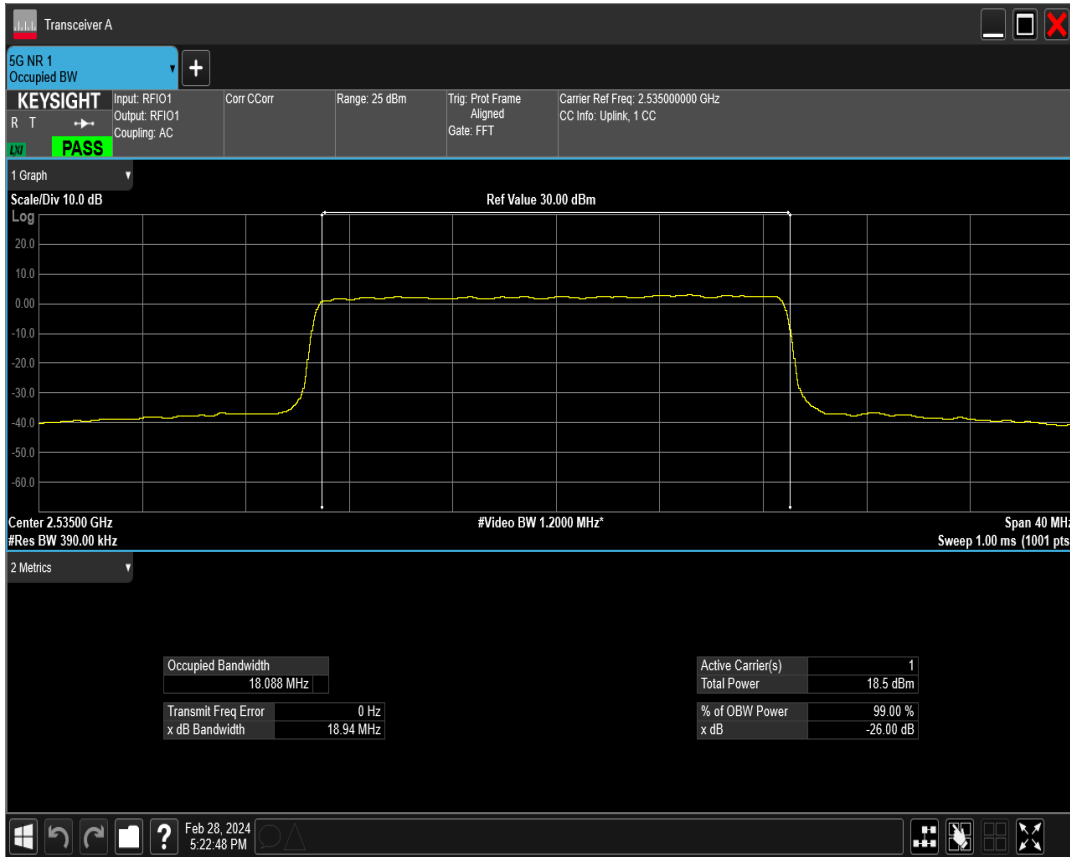 Transceiver A
5G NR 1
Occupied BW
+
KEYSIGHT
R T
LXI
PASS
Input: RFIO1
Output: RFIO1
Coupling: AC
Corr CCorr
Range: 25 dBm
Trig: Prot Frame
Aligned
Gate: FFT
Carrier Ref Freq: 2.535000000 GHz
CC Info: Uplink, 1 CC
1 Graph
Scale/Div 10.0 dB
Ref Value 30.00 dBm
Log
20.0
10.0
0.00
-10.0
-20.0
-30.0
-40.0
-50.0
-60.0
Center 2.53500 GHz
#Video BW 1.2000 MHz*
Span 40 MHz
#Res BW 390.00 kHz
Sweep 1.00 ms (1001 pts
2 Metrics
Occupied Bandwidth
18.088 MHz
Transmit Freq Error 0 Hz
x dB Bandwidth 18.94 MHz
Active Carrier(s) 1
Total Power 18.5 dBm
% of OBW Power 99.00 %
x dB -26.00 dB
?
Feb 28, 2024
5:22:48 PM